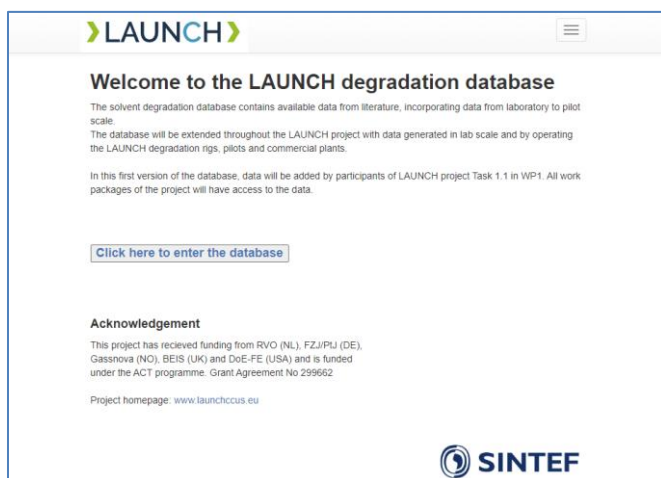 LAUNCH
Welcome to the LAUNCH degradation database
The solvent degradation database contains available data from literature, incorporating data from laboratory to pilot
scale.
The database will be extended throughout the LAUNCH project with data generated in lab scale and by operating
the LAUNCH degradation rigs, pilots and commercial plants.
In this first version of the database, data will be added by participants of LAUNCH project Task 1.1 in WP1. All work
packages of the project will have access to the data.
Click here to enter the database
Acknowledgement
This project has recieved funding from RVO (NL), FZJ/PtJ (DE),
Gassnova (NO), BEIS (UK) and DoE-FE (USA) and is funded
under the ACT programme. Grant Agreement No 299662
Project homepage: www.launchccus.eu
SINTEF